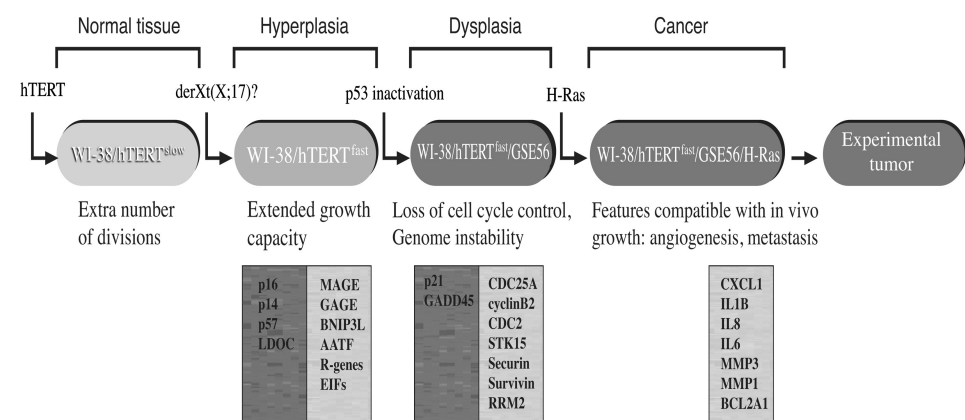 Normal tissue
Hyperplasia
Dysplasia
Cancer
hTERT
derXt(X;17)?
p53 inactivation
H-Ras
WI-38/hTERTslow
WI-38/hTERTfast
WI-38/hTERTfast/GSE56
WI-38/hTERTfast/GSE56/H-Ras
Experimental
tumor
Extra number
of divisions
Extended growth
capacity
Loss of cell cycle control,
Genome instability
Features compatible with in vivo
growth: angiogenesis, metastasis
p16
p14
p57
LDOC
MAGE
GAGE
BNIP3L
AATF
R-genes
EIFs
p21
GADD45
CDC25A
cyclinB2
CDC2
STK15
Securin
Survivin
RRM2
CXCL1
IL1B
IL8
IL6
MMP3
MMP1
BCL2A1